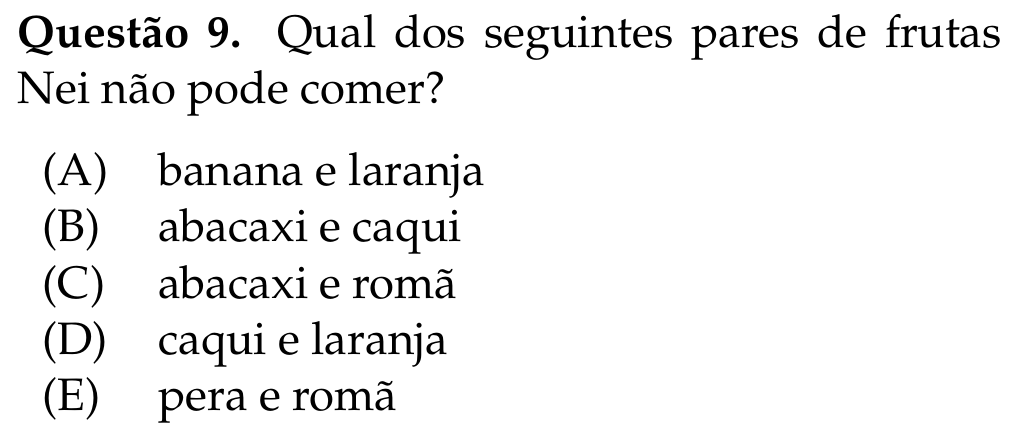 Questão 9. Qual dos seguintes pares de frutas
Nei não pode comer?
(A) banana e laranja
(B) abacaxi e caqui
(C) abacaxi e romã
(D) caqui e laranja
(E) pera e romã